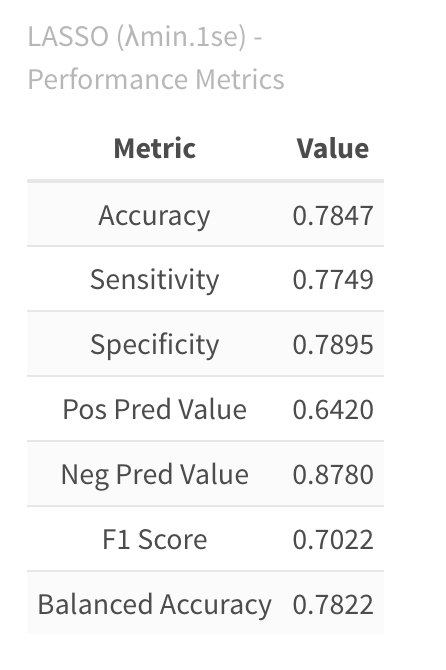 LASSO (λmin.1se) -
Performance Metrics
Metric Value
Accuracy 0.7847
Sensitivity 0.7749
Specificity 0.7895
Pos Pred Value 0.6420
Neg Pred Value 0.8780
F1 Score 0.7022
Balanced Accuracy 0.7822